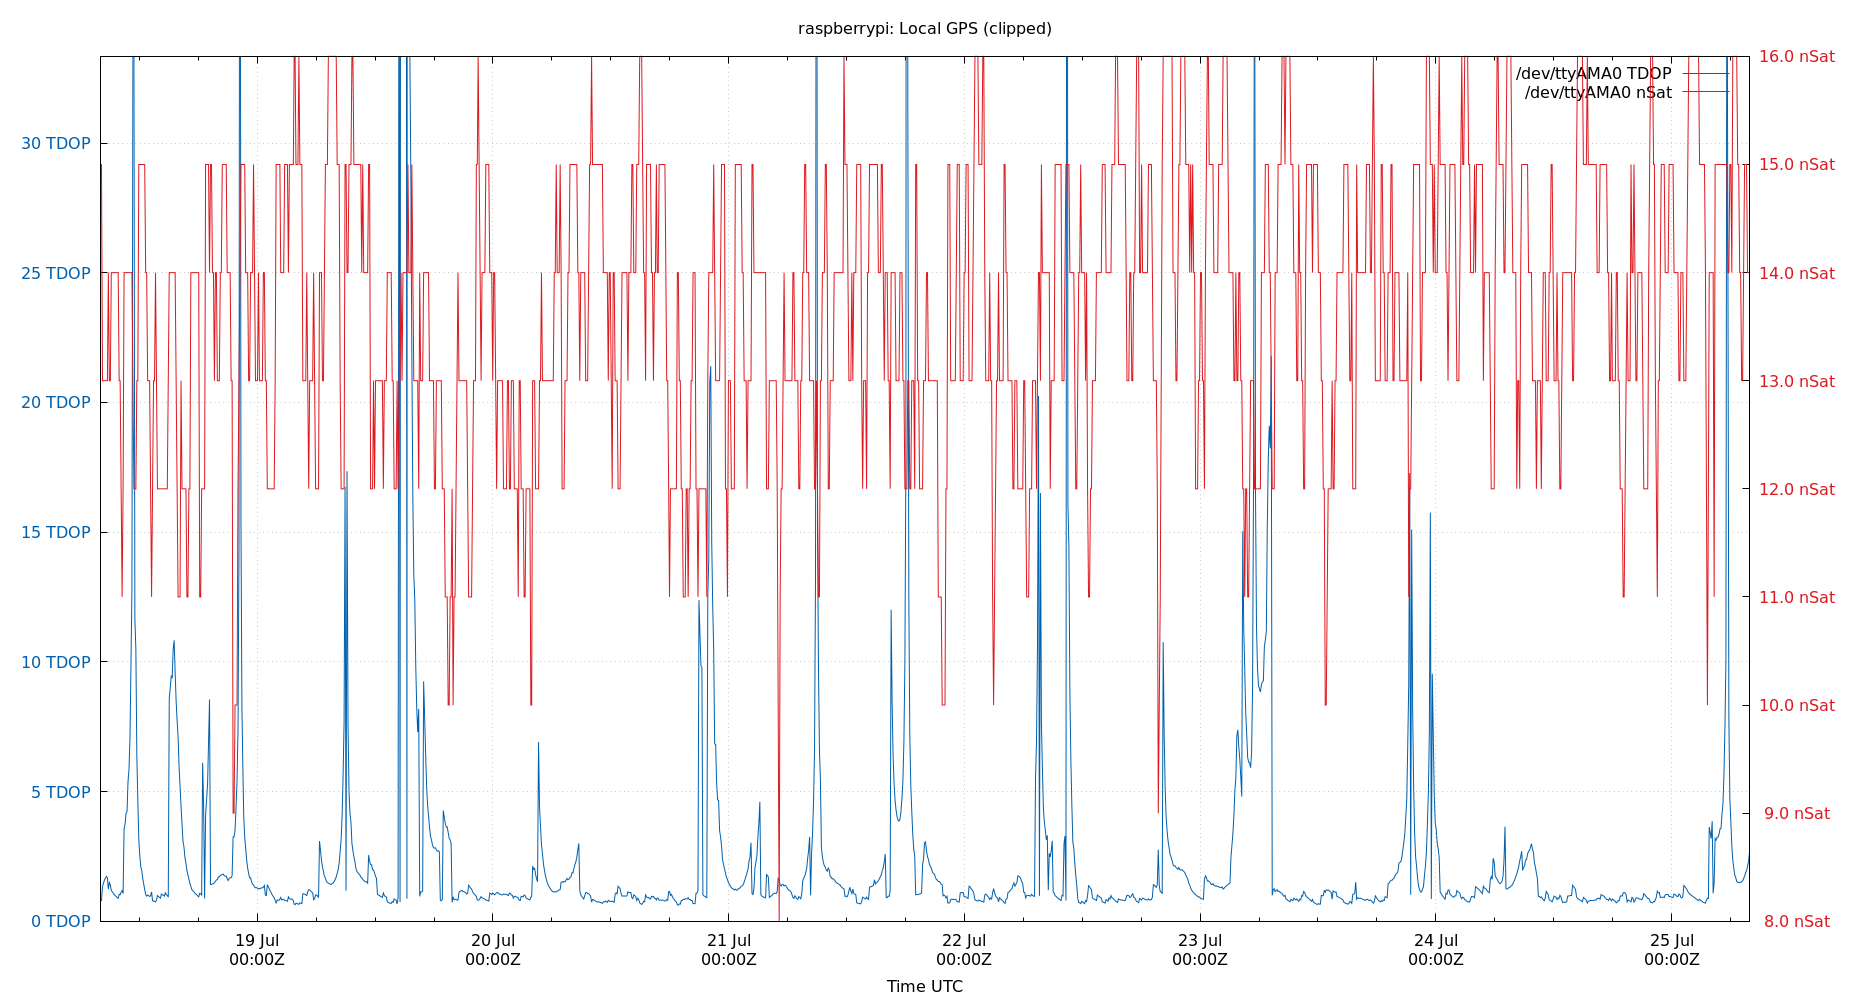 raspberrypi: Local GPS (clipped)
/dev/ttyAMA0 TDOP
/dev/ttyAMA0 nSat
30 TDOP
25 TDOP
20 TDOP
15 TDOP
10 TDOP
5 TDOP
0 TDOP
16.0 nSat
15.0 nSat
14.0 nSat
13.0 nSat
12.0 nSat
11.0 nSat
10.0 nSat
9.0 nSat
8.0 nSat
19 Jul
00:00Z
20 Jul
00:00Z
21 Jul
00:00Z
22 Jul
00:00Z
23 Jul
00:00Z
24 Jul
00:00Z
25 Jul
00:00Z
Time UTC